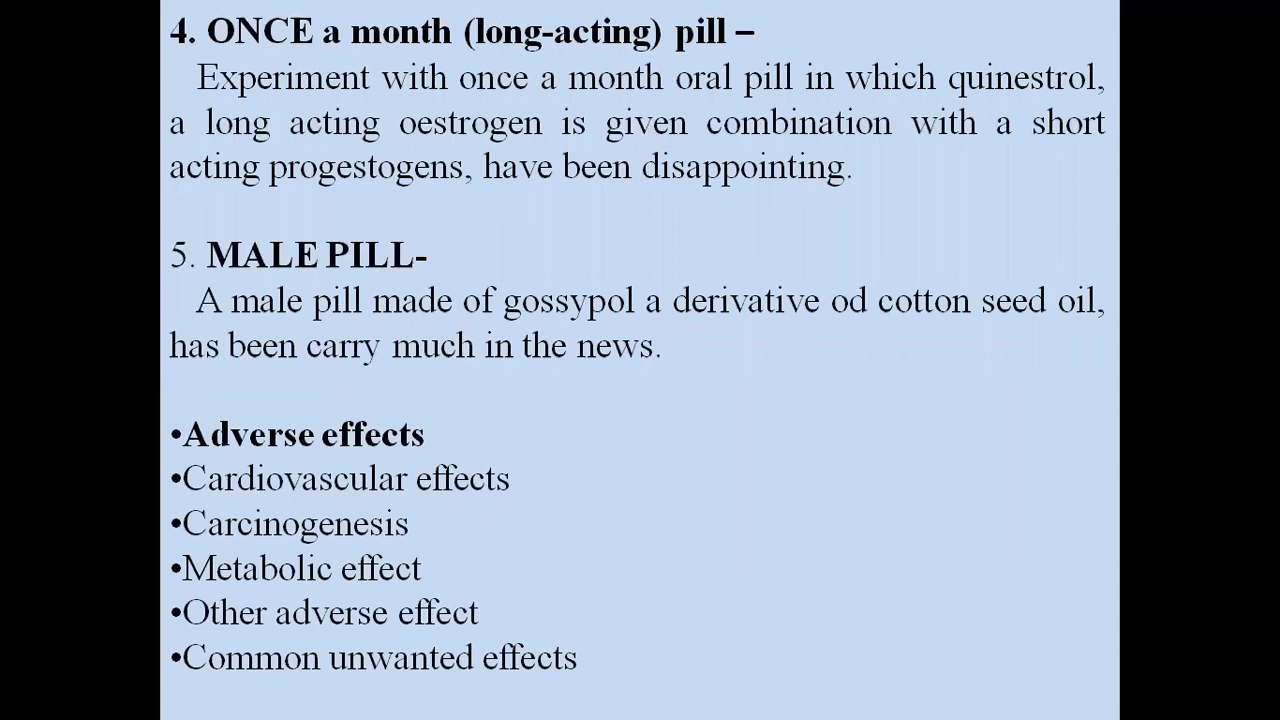 4. ONCE a month (long-acting) pill –
Experiment with once a month oral pill in which quinestrol,
a long acting oestrogen is given combination with a short
acting progestogens, have been disappointing.
5. MALE PILL-
A male pill made of gossypol a derivative od cotton seed oil,
has been carry much in the news.
•Adverse effects
•Cardiovascular effects
•Carcinogenesis
•Metabolic effect
•Other adverse effect
•Common unwanted effects